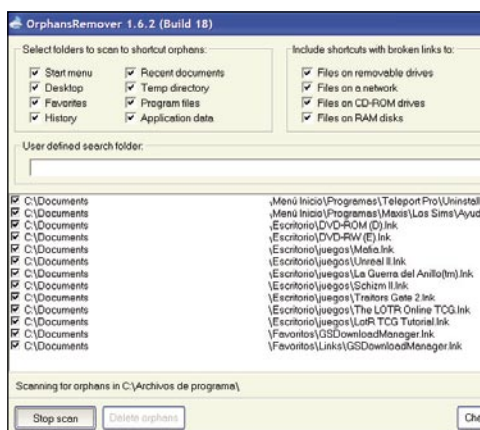 OrphansRemover 1.6.2 (Build 18)
Select folders to scan to shortcut orphans:
Include shortcuts with broken links to:
Start menu
Recent documents
Files on removable drives
Desktop
Temp directory
Files on a network
Favorites
Program files
Files on CD-ROM drives
History
Application data
Files on RAM disks
User defined search folder:
C:\Documents \Menú Inicio\Programas\Teleport Pro\Uninstall
C:\Documents \Menú Inicio\Programas\Maxis\Los Sims\Ayud
C:\Documents \Escritorio\DVD-ROM (D).lnk
C:\Documents \Escritorio\DVD-RW (E).lnk
C:\Documents \Escritorio\juegos\Mafia.lnk
C:\Documents \Escritorio\juegos\Unreal II.lnk
C:\Documents \Escritorio\juegos\La Guerra del Anillo(tm).lnk
C:\Documents \Escritorio\juegos\Schizm II.lnk
C:\Documents \Escritorio\juegos\Traitors Gate 2.lnk
C:\Documents \Escritorio\juegos\The LOTR Online TCG.lnk
C:\Documents \Escritorio\juegos\LotR TCG Tutorial.lnk
C:\Documents \Favoritos\GSDownloadManager.lnk
C:\Documents \Favoritos\Links\GSDownloadManager.lnk
Scanning for orphans in C:\Archivos de programa\
Stop scan
Delete orphans
Che